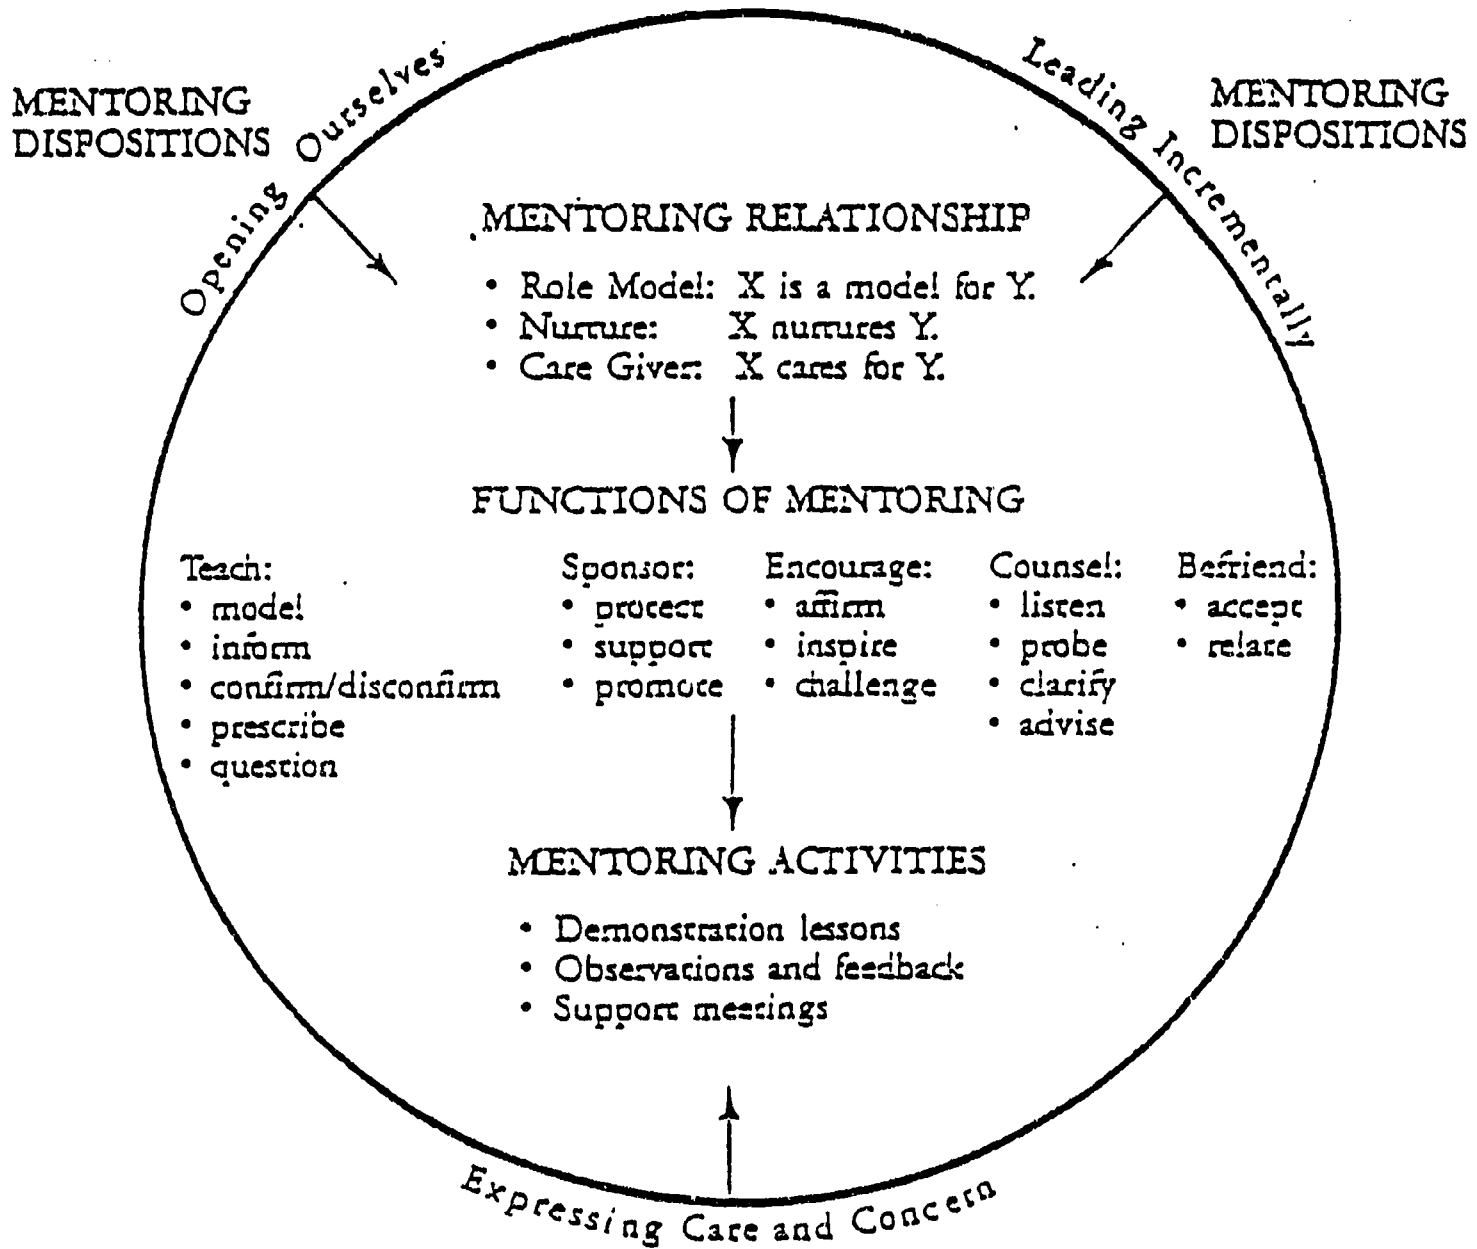 MENTORING
DISPOSITIONS
Opening Ourselves
Leading Incrementally
MENTORING
DISPOSITIONS
MENTORING RELATIONSHIP
• Role Model: X is a model for Y.
• Nurture: X nurtures Y.
• Care Giver: X cares for Y.
FUNCTIONS OF MENTORING
Teach:
• model
• inform
• confirm/disconfirm
• prescribe
• question
Sponsor:
• protect
• support
• promote
Encourage:
• affirm
• inspire
• challenge
Counsel:
• listen
• probe
• clarify
• advise
Befriend:
• accept
• relate
MENTORING ACTIVITIES
• Demonstration lessons
• Observations and feedback
• Support meetings
Expressing Care and Concern